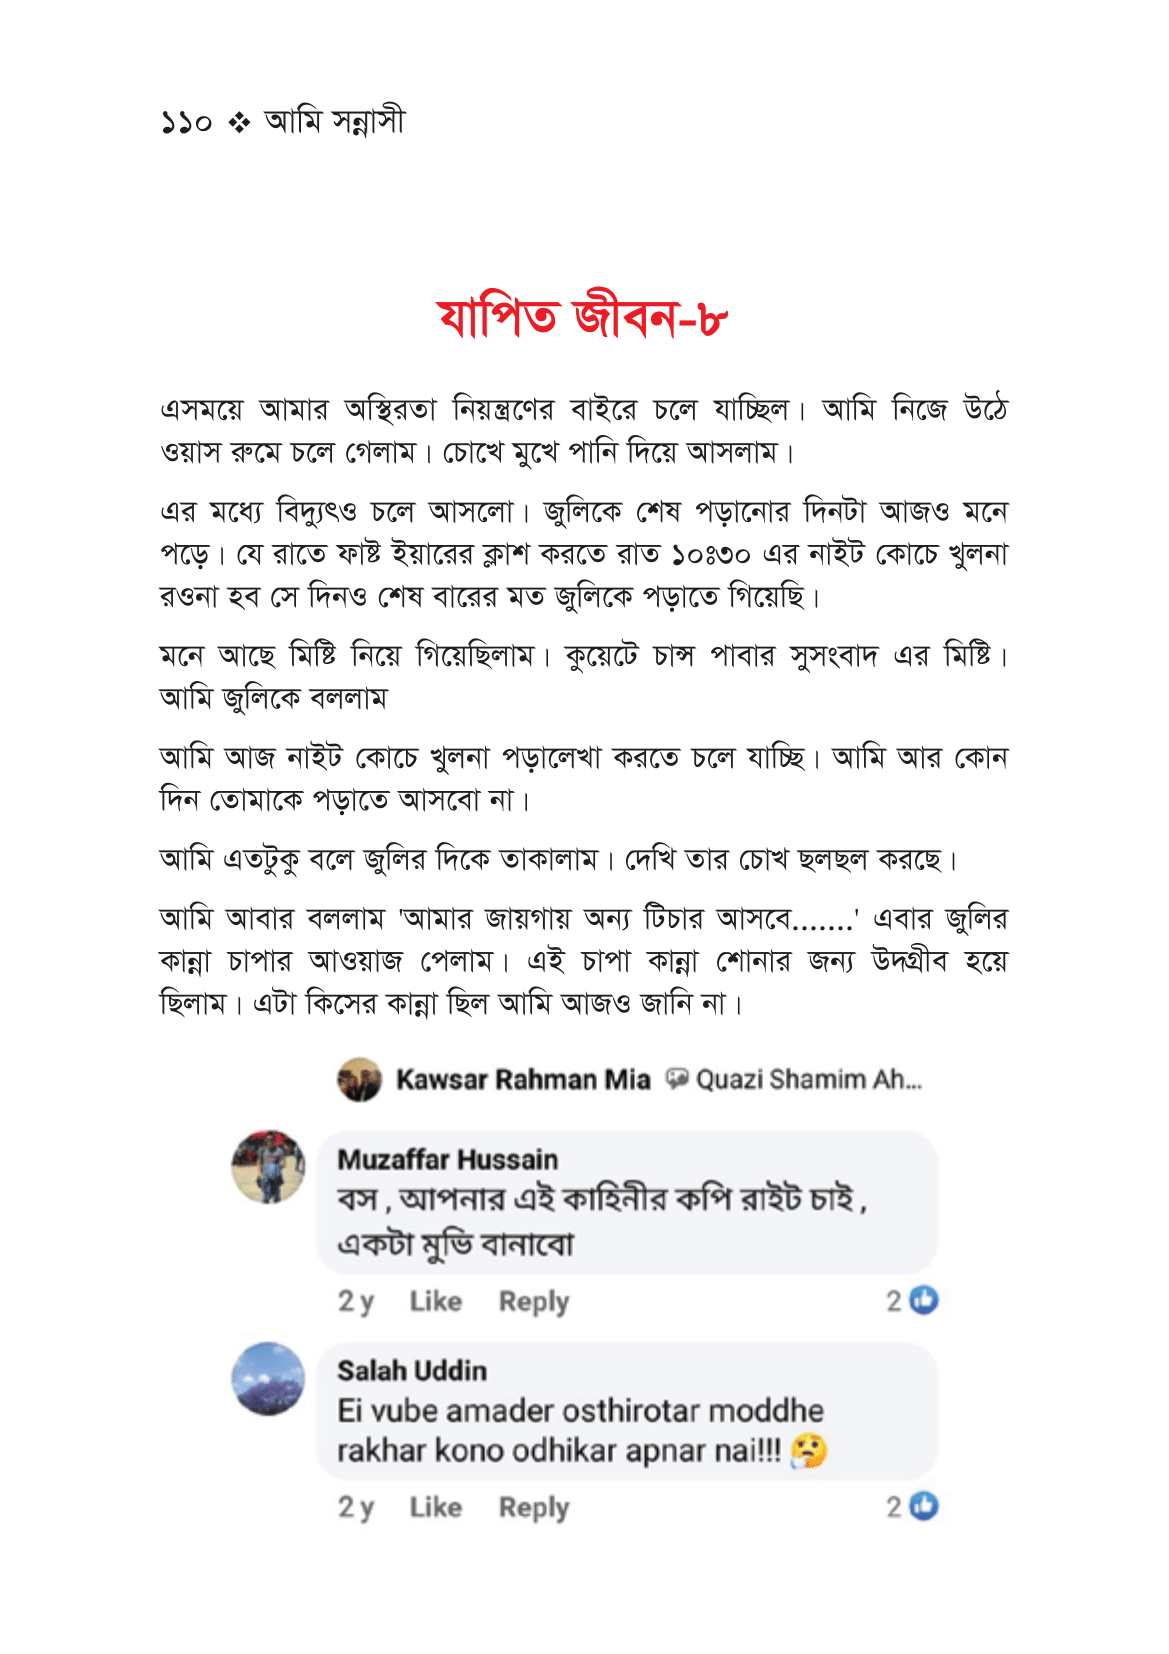 ১১০ ❖ আমি সন্নাসী
যাপিত জীবন-৮
এসময়ে আমার অস্থিরতা নিয়ন্ত্রণের বাইরে চলে যাচ্ছিল। আমি নিজে উঠে
ওয়াস রুমে চলে গেলাম। চোখে মুখে পানি দিয়ে আসলাম।
এর মধ্যে বিদ্যুৎও চলে আসলো। জুলিকে শেষ পড়ানোর দিনটা আজও মনে
পড়ে। যে রাতে ফাষ্ট ইয়ারের ক্লাশ করতে রাত ১০ঃ৩০ এর নাইট কোচে খুলনা
রওনা হব সে দিনও শেষ বারের মত জুলিকে পড়াতে গিয়েছি।
মনে আছে মিষ্টি নিয়ে গিয়েছিলাম। কুয়েটে চান্স পাবার সুসংবাদ এর মিষ্টি।
আমি জুলিকে বললাম
আমি আজ নাইট কোচে খুলনা পড়ালেখা করতে চলে যাচ্ছি। আমি আর কোন
দিন তোমাকে পড়াতে আসবো না।
আমি এতটুকু বলে জুলির দিকে তাকালাম। দেখি তার চোখ ছলছল করছে।
আমি আবার বললাম 'আমার জায়গায় অন্য টিচার আসবে.......' এবার জুলির
কান্না চাপার আওয়াজ পেলাম। এই চাপা কান্না শোনার জন্য উদগ্রীব হয়ে
ছিলাম। এটা কিসের কান্না ছিল আমি আজও জানি না।
Kawsar Rahman Mia Quazi Shamim Ah...
Muzaffar Hussain
বস , আপনার এই কাহিনীর কপি রাইট চাই ,
একটা মুভি বানাবো
2 y Like Reply 2
Salah Uddin
Ei vube amader osthirotar moddhe
rakhar kono odhikar apnar nai!!! 🤔
2 y Like Reply 2